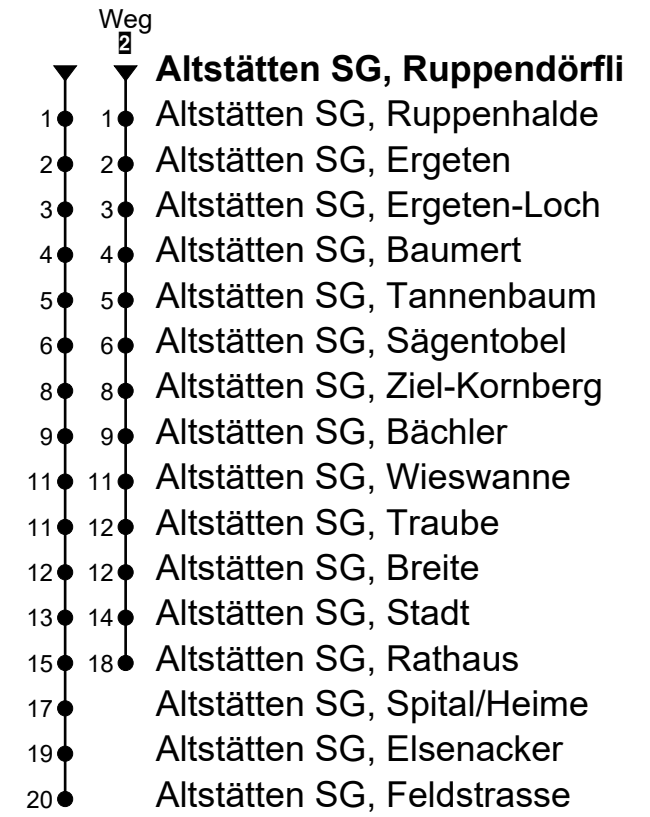 Weg
2
Altstätten SG, Ruppendörfli
1 1 Altstätten SG, Ruppenhalde
2 2 Altstätten SG, Ergeten
3 3 Altstätten SG, Ergeten-Loch
4 4 Altstätten SG, Baumert
5 5 Altstätten SG, Tannenbaum
6 6 Altstätten SG, Sägentobel
8 8 Altstätten SG, Ziel-Kornberg
9 9 Altstätten SG, Bächler
11 11 Altstätten SG, Wieswanne
11 12 Altstätten SG, Traube
12 12 Altstätten SG, Breite
13 14 Altstätten SG, Stadt
15 18 Altstätten SG, Rathaus
17 Altstätten SG, Spital/Heime
19 Altstätten SG, Elsenacker
20 Altstätten SG, Feldstrasse